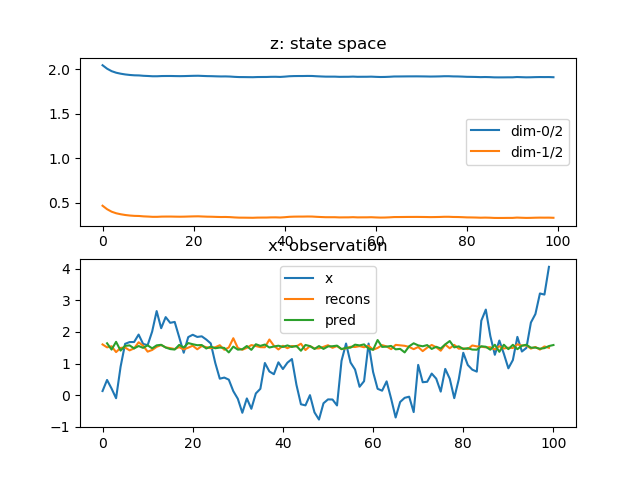 z: state space
2.0
1.5
1.0
0.5
dim-0/2
dim-1/2
0 20 40 60 80 100
x: observation
4
3
2
1
0
−1
x
recons
pred
0 20 40 60 80 100